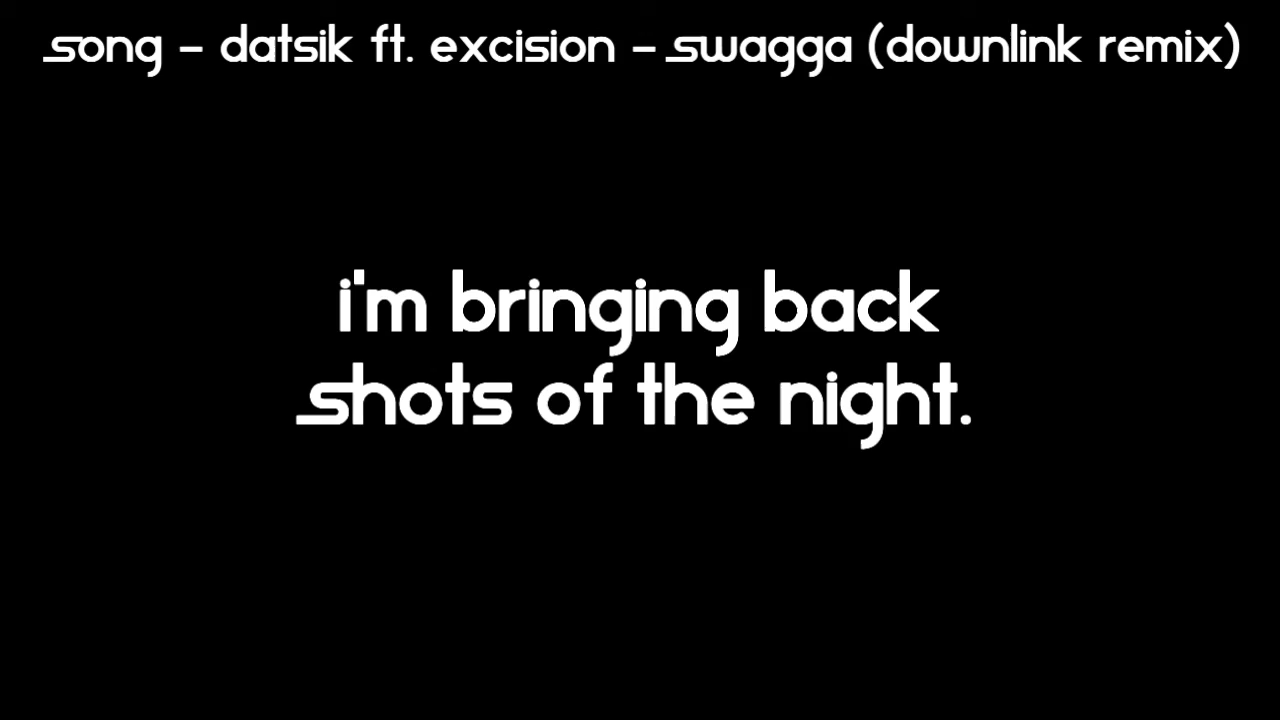 song - datsik ft. excision - swagga (downlink remix)
i'm bringing back
shots of the night.